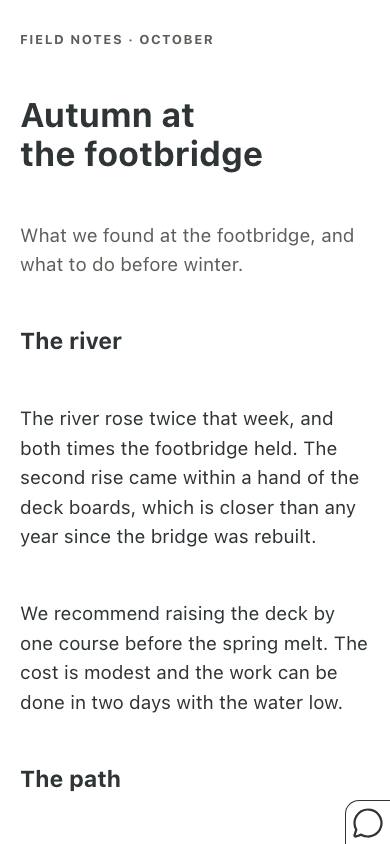 FIELD NOTES · OCTOBER
Autumn at
the footbridge
What we found at the footbridge, and
what to do before winter.
The river
The river rose twice that week, and
both times the footbridge held. The
second rise came within a hand of the
deck boards, which is closer than any
year since the bridge was rebuilt.
We recommend raising the deck by
one course before the spring melt. The
cost is modest and the work can be
done in two days with the water low.
The path